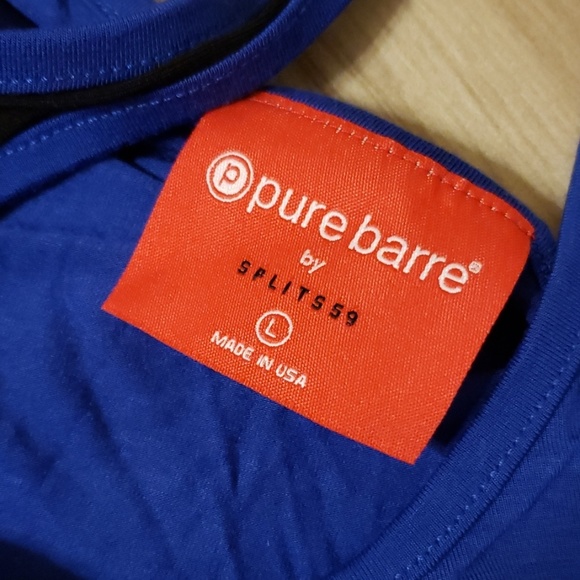 p pure barre®
by
SPLITS59
L
MADE IN USA